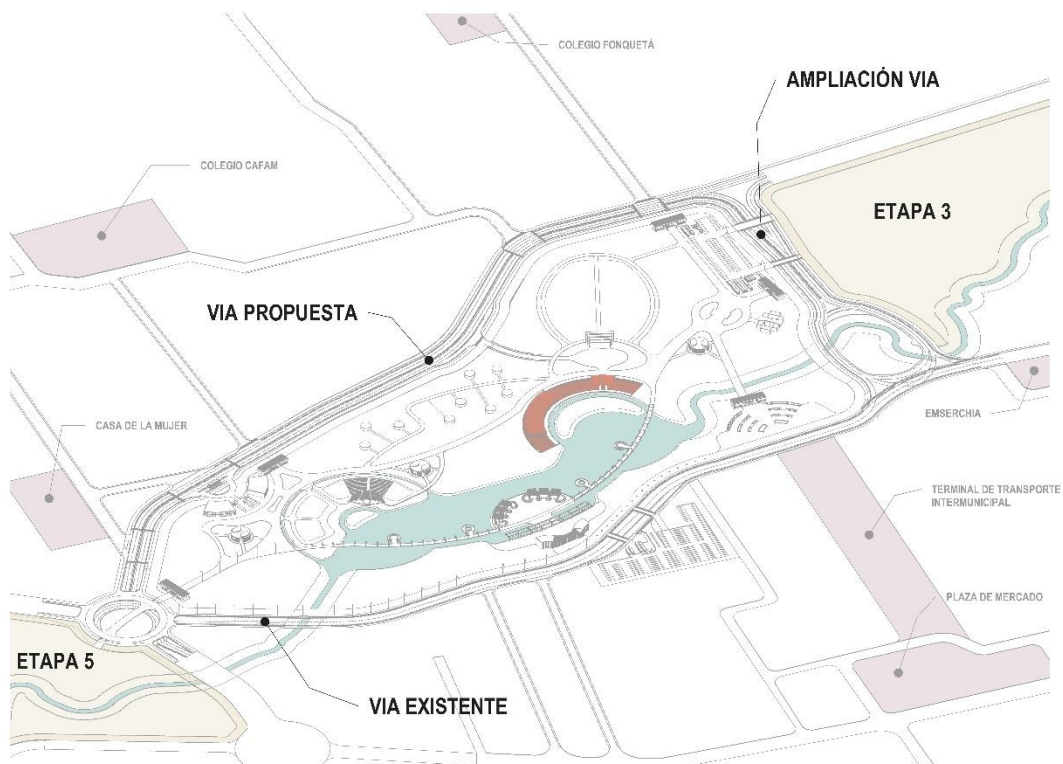 COLEGIO FONQUETÁ
AMPLIACIÓN VIA
COLEGIO CAFAM
ETAPA 3
VIA PROPUESTA
EMSERCHIA
CASA DE LA MUJER
TERMINAL DE TRANSPORTE
INTERMUNICIPAL
PLAZA DE MERCADO
ETAPA 5
VIA EXISTENTE